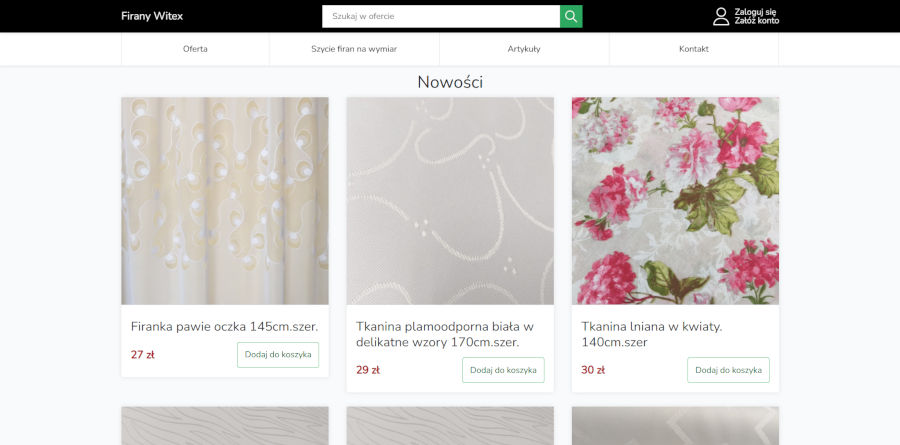 Firany Witex
Szukaj w ofercie
Zaloguj się
Załóż konto
Oferta
Szycie firan na wymiar
Artykuły
Kontakt
Nowości
Firanka pawie oczka 145cm.szer.
27 zł
Dodaj do koszyka
Tkanina plamoodporna biała w
delikatne wzory 170cm.szer.
29 zł
Dodaj do koszyka
Tkanina lniana w kwiaty.
140cm.szer
30 zł
Dodaj do koszyka